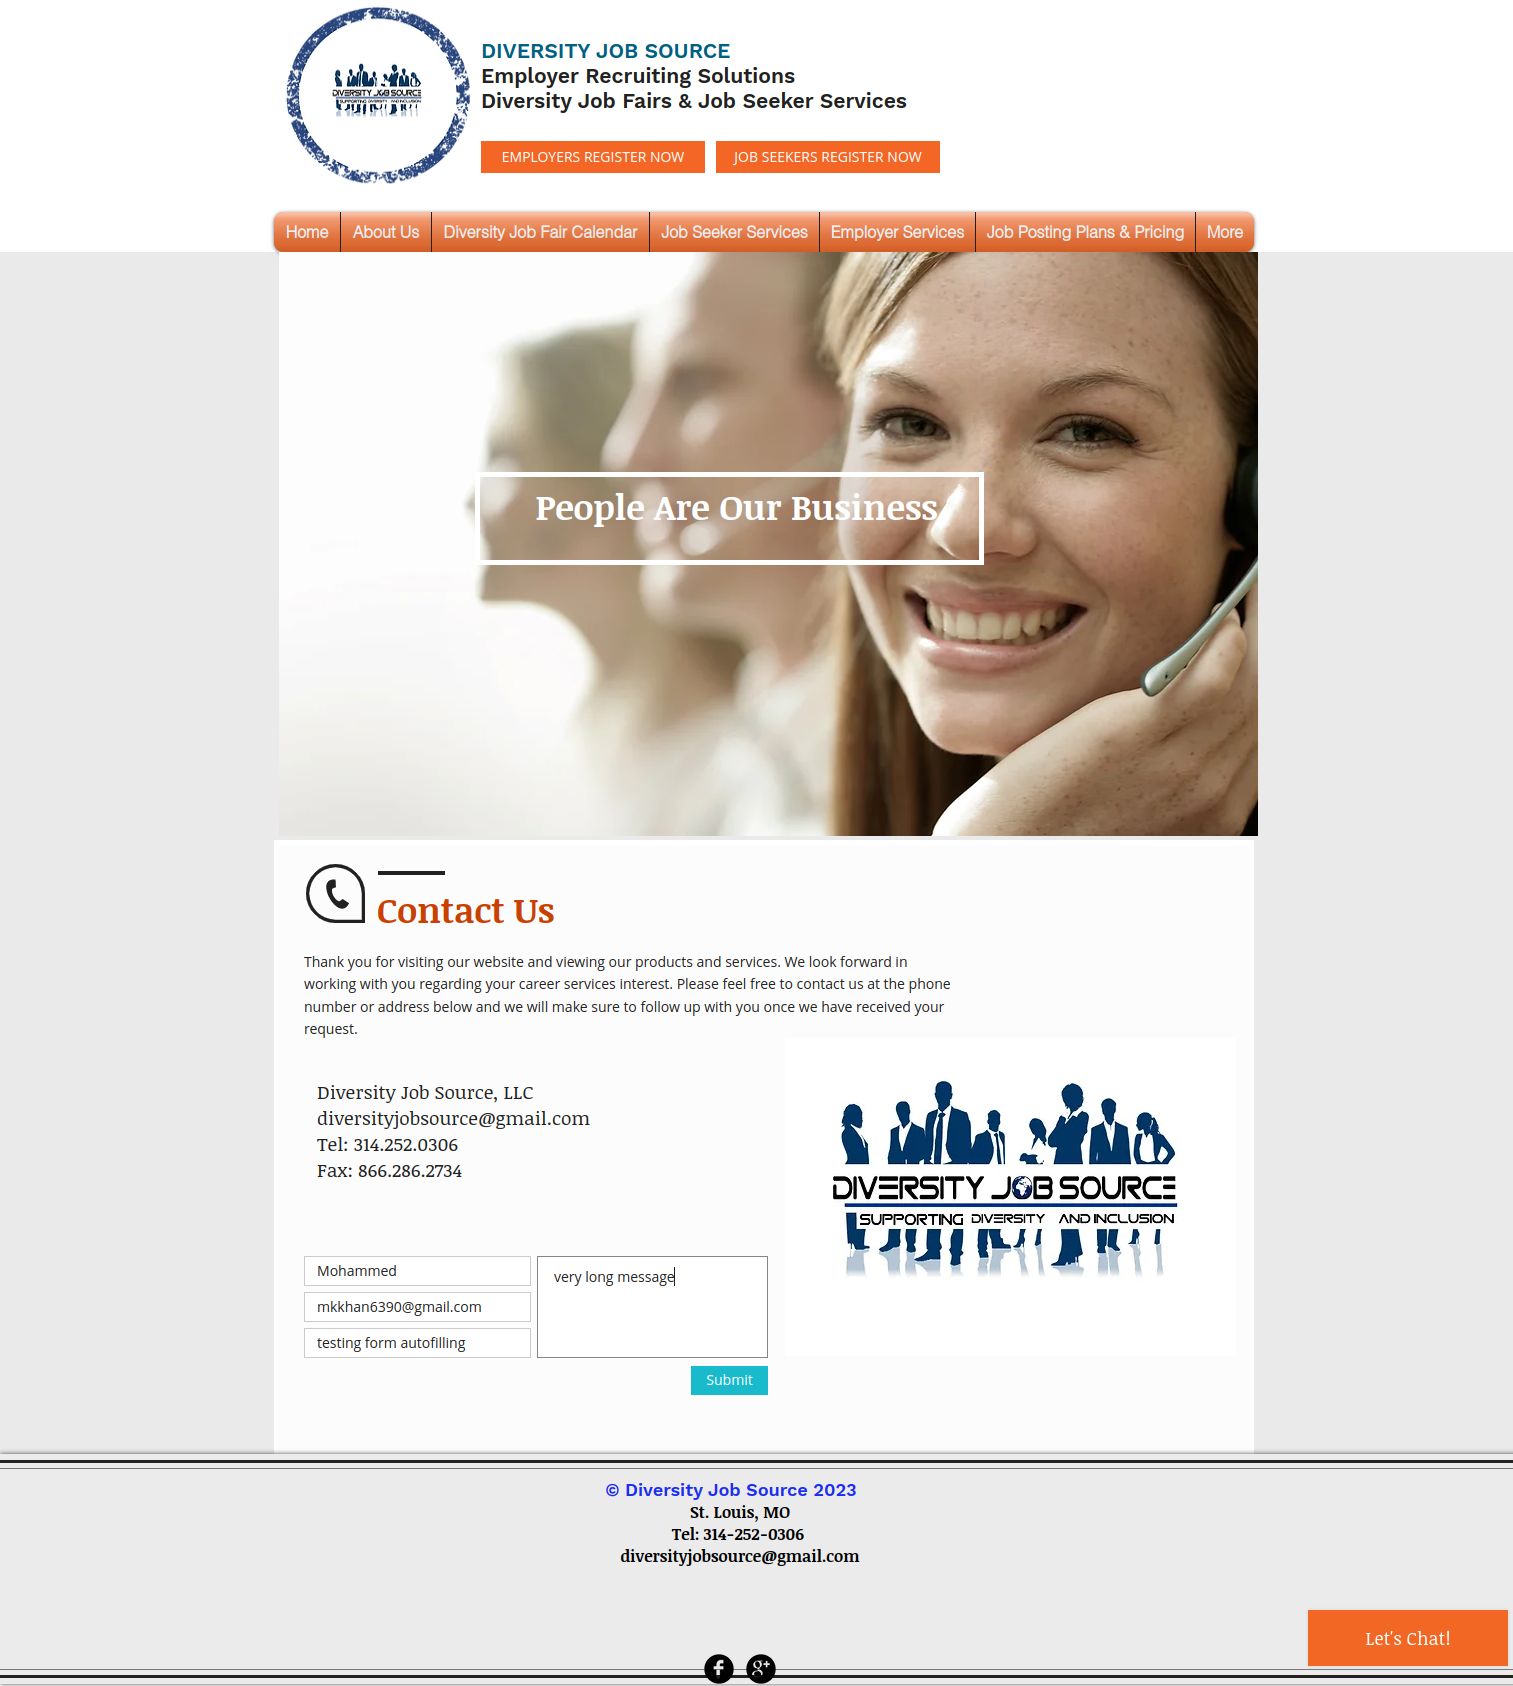 DIVERSITY JOB SOURCE
SUPPORTING DIVERSITY AND INCLUSION
DIVERSITY JOB SOURCE
Employer Recruiting Solutions
Diversity Job Fairs & Job Seeker Services
EMPLOYERS REGISTER NOW
JOB SEEKERS REGISTER NOW
Home
About Us
Diversity Job Fair Calendar
Job Seeker Services
Employer Services
Job Posting Plans & Pricing
More
People Are Our Business
Contact Us
Thank you for visiting our website and viewing our products and services. We look forward in
working with you regarding your career services interest. Please feel free to contact us at the phone
number or address below and we will make sure to follow up with you once we have received your
request.
Diversity Job Source, LLC
diversityjobsource@gmail.com
Tel: 314.252.0306
Fax: 866.286.2734
DIVERSITY JOB SOURCE
SUPPORTING DIVERSITY AND INCLUSION
Mohammed
mkkhan6390@gmail.com
testing form autofilling
very long message
Submit
© Diversity Job Source 2023
St. Louis, MO
Tel: 314-252-0306
diversityjobsource@gmail.com
Let's Chat!